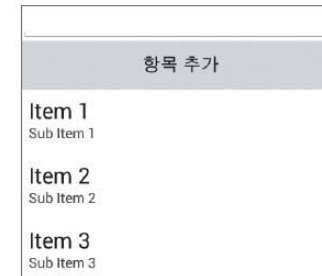 항목 추가
Item 1
Sub Item 1
Item 2
Sub Item 2
Item 3
Sub Item 3